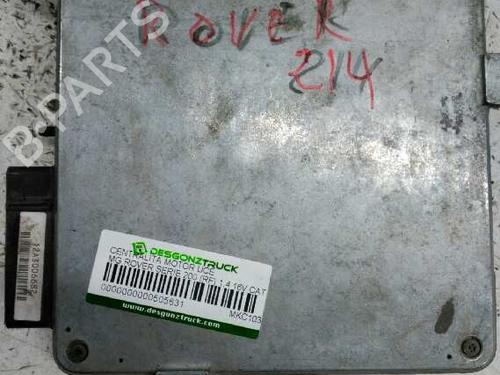 ROVER
214
B-PARTS
DESGONZTRUCK
CENTRALITA MOTOR UCE
MG ROVER SERIE 200 (RF) 1.4 16V CAT
0000000000505631
MKC103
www.desgonztruck.com